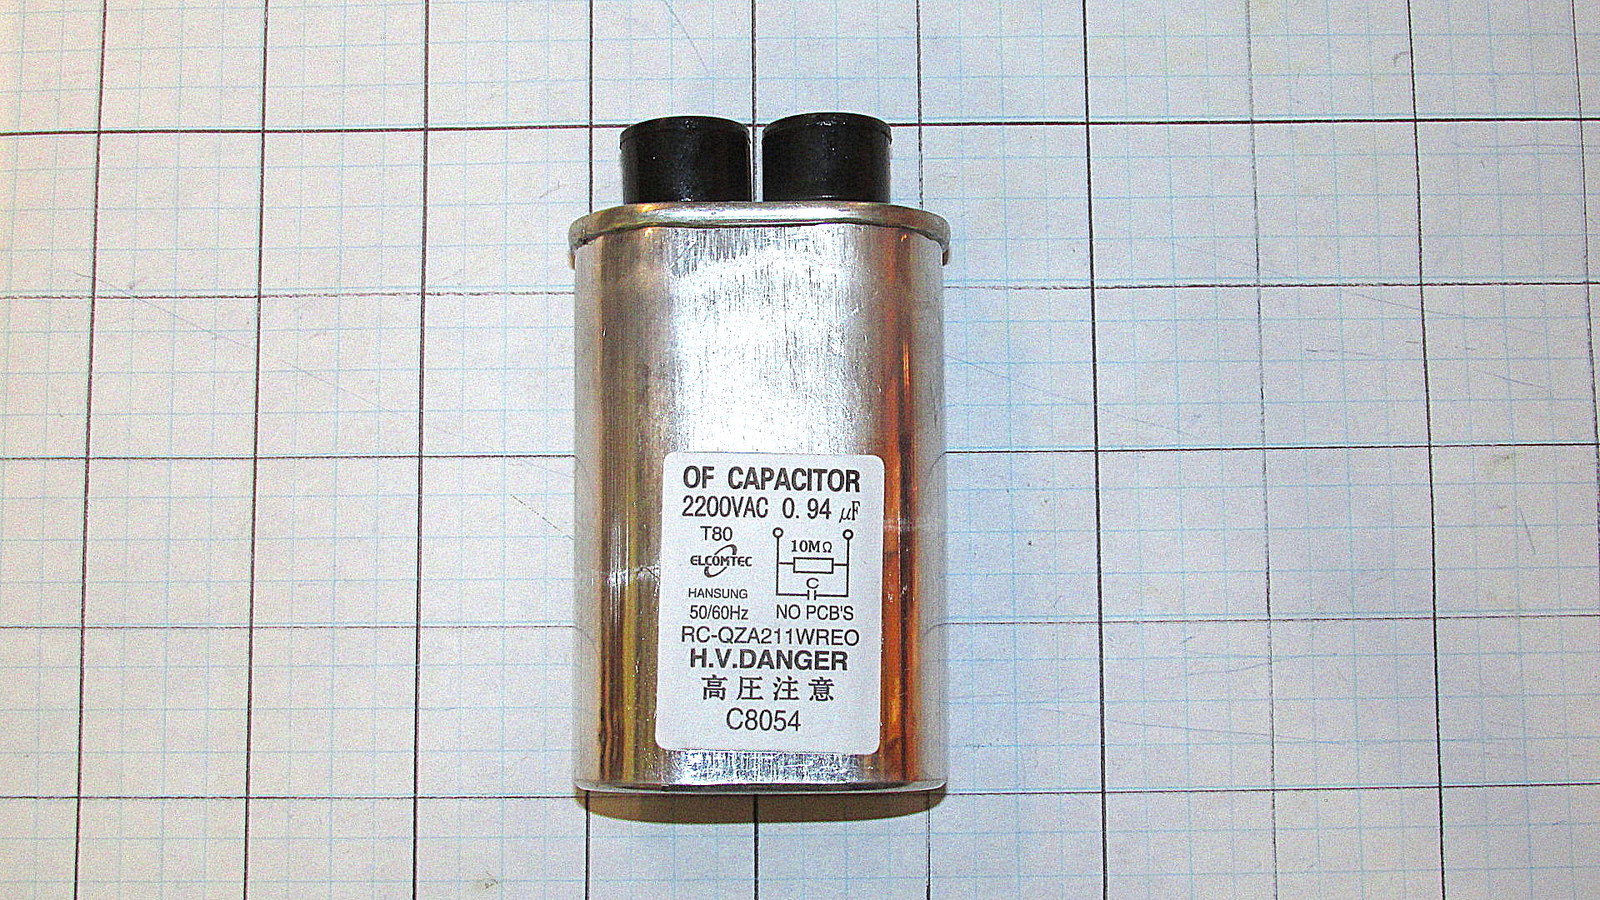 OF CAPACITOR
2200VAC 0.94 μF
T80
10MΩ
ELCOMTEC
C
HANSUNG
50/60Hz NO PCB'S
RC-QZA211WREO
H.V.DANGER
高圧注意
C8054